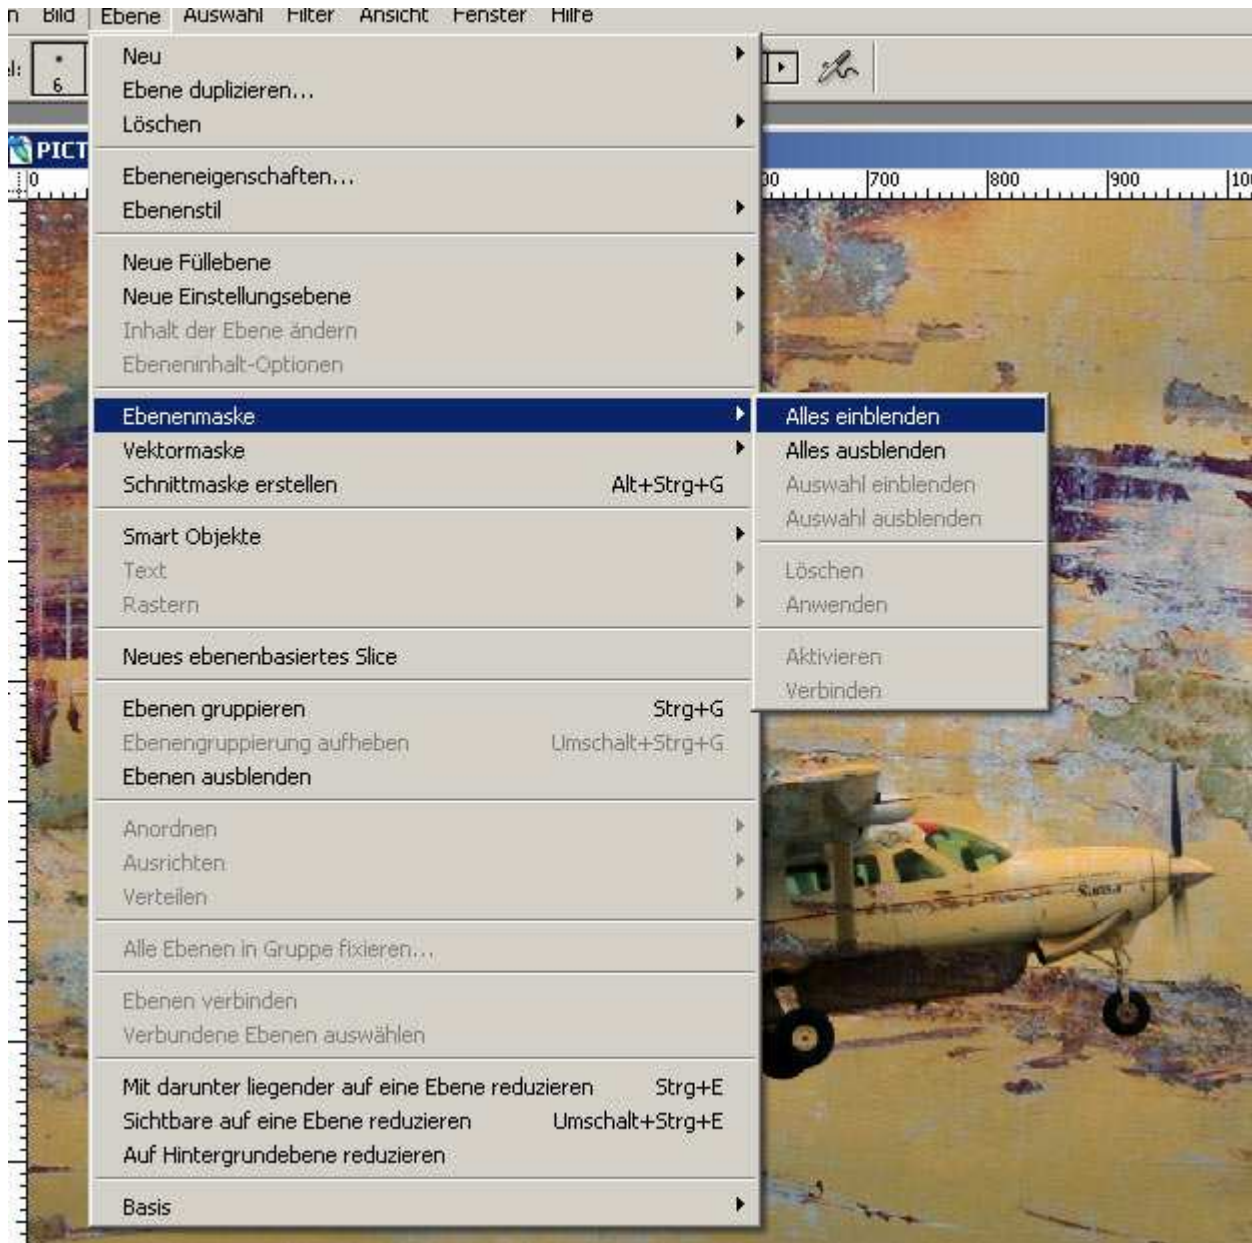 n Bild Ebene Auswahl Filter Ansicht Fenster Hilfe
el:
6
PICT
0
700 800 900 10
Neu
Ebene duplizieren...
Löschen
Ebeneneigenschaften...
Ebenenstil
Neue Füllebene
Neue Einstellungsebene
Inhalt der Ebene ändern
Ebeneninhalt-Optionen
Ebenenmaske
Vektormaske
Schnittmaske erstellen Alt+Strg+G
Smart Objekte
Text
Rastern
Neues ebenenbasiertes Slice
Ebenen gruppieren Strg+G
Ebenengruppierung aufheben Umschalt+Strg+G
Ebenen ausblenden
Anordnen
Ausrichten
Verteilen
Alle Ebenen in Gruppe fixieren...
Ebenen verbinden
Verbundene Ebenen auswählen
Mit darunter liegender auf eine Ebene reduzieren Strg+E
Sichtbare auf eine Ebene reduzieren Umschalt+Strg+E
Auf Hintergrundebene reduzieren
Basis
Alles einblenden
Alles ausblenden
Auswahl einblenden
Auswahl ausblenden
Löschen
Anwenden
Aktivieren
Verbinden